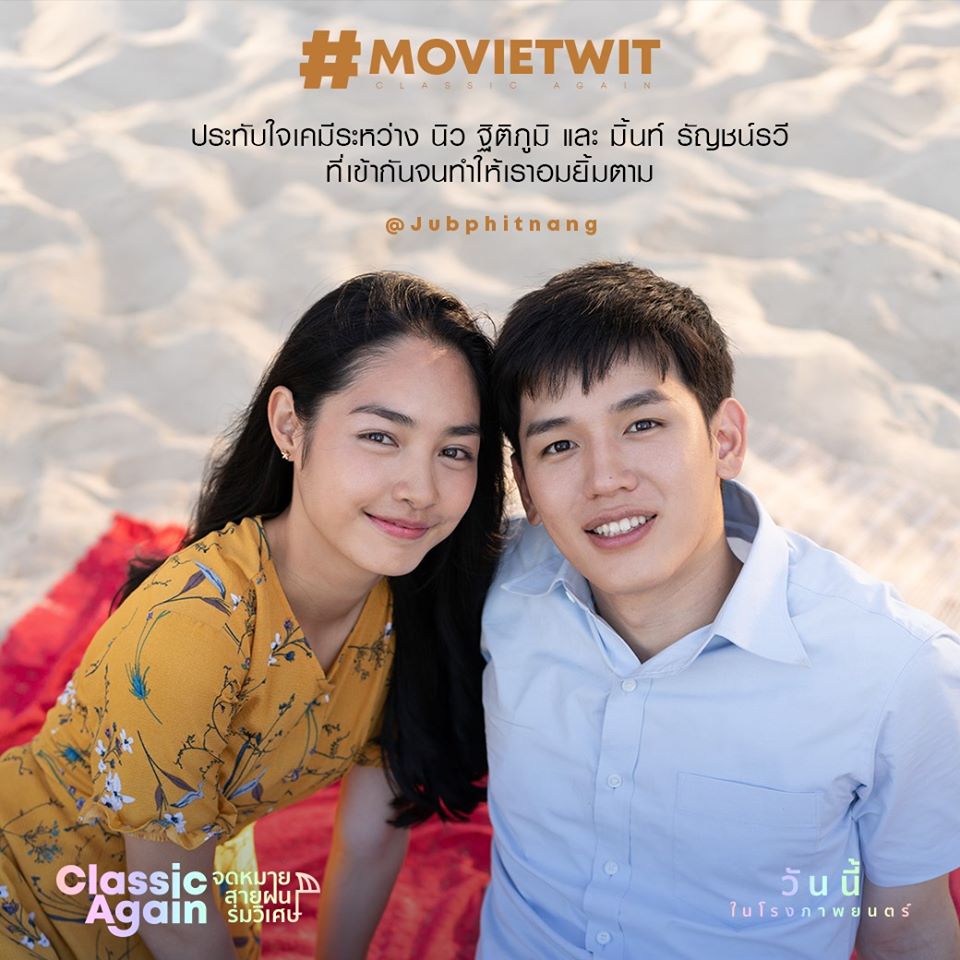 #MOVIETWIT
CLASSIC AGAIN
ประทับใจเคมีระหว่าง นิว ฐิติภูมิ และ มิ้นท์ รัญชน์รวี
ที่เข้ากันจนทำให้เราอมยิ้มตาม
@Jubphitnang
Classic
Again
จดหมาย
สายฝน
ร่มวิเศษ
วันนี้
ในโรงภาพยนตร์